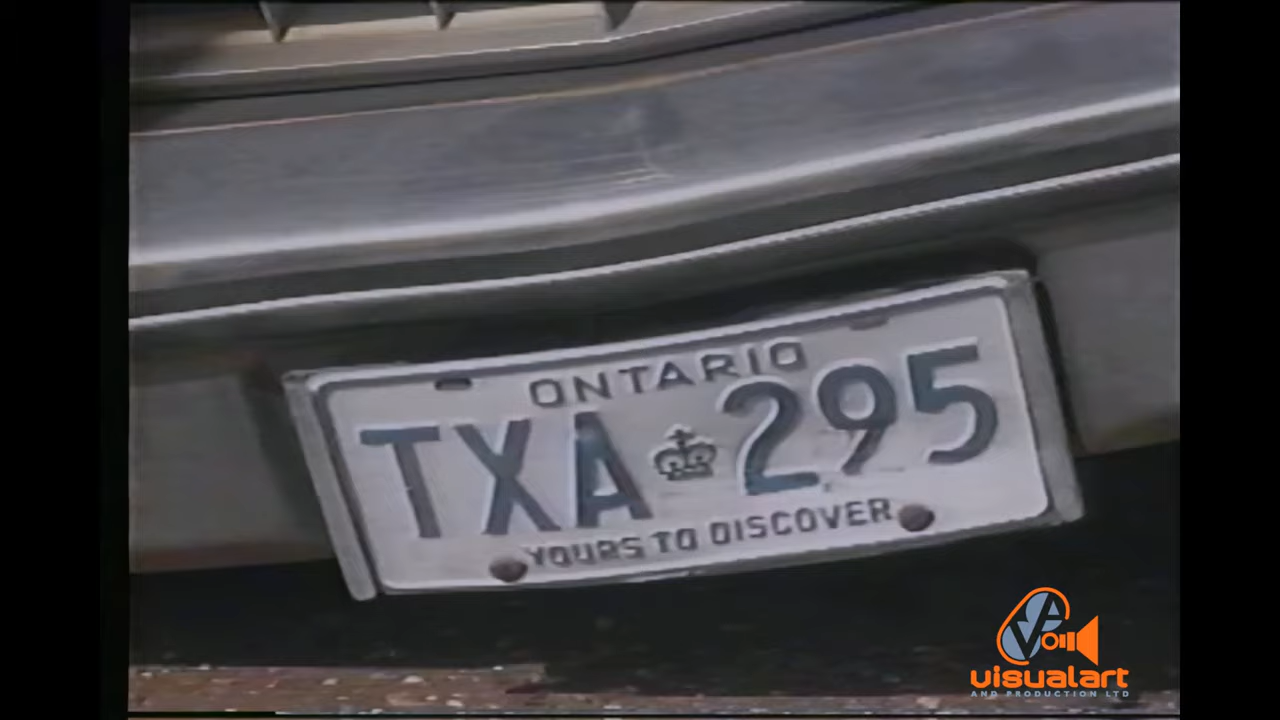 ONTARIO
TXA 295
YOURS TO DISCOVER
visualart
AND PRODUCTION LTD